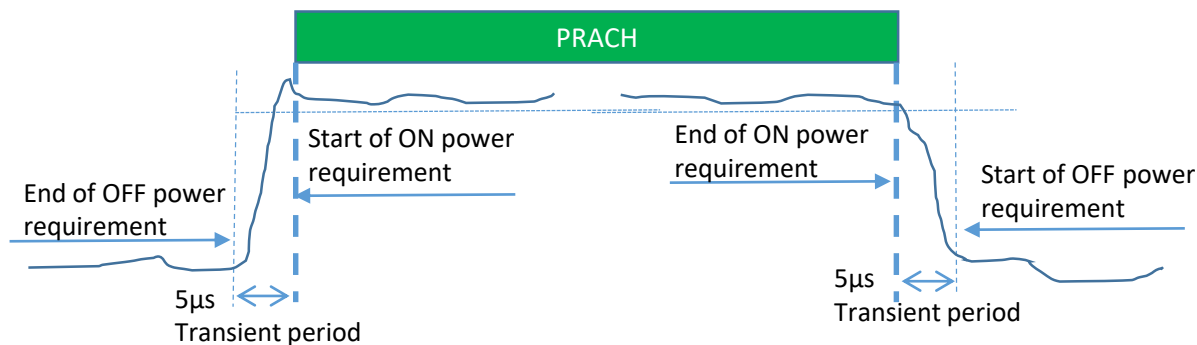 PRACH
Start of ON power
requirement
End of ON power
requirement
End of OFF power
requirement
Start of OFF power
requirement
5µs
Transient period
5µs
Transient period